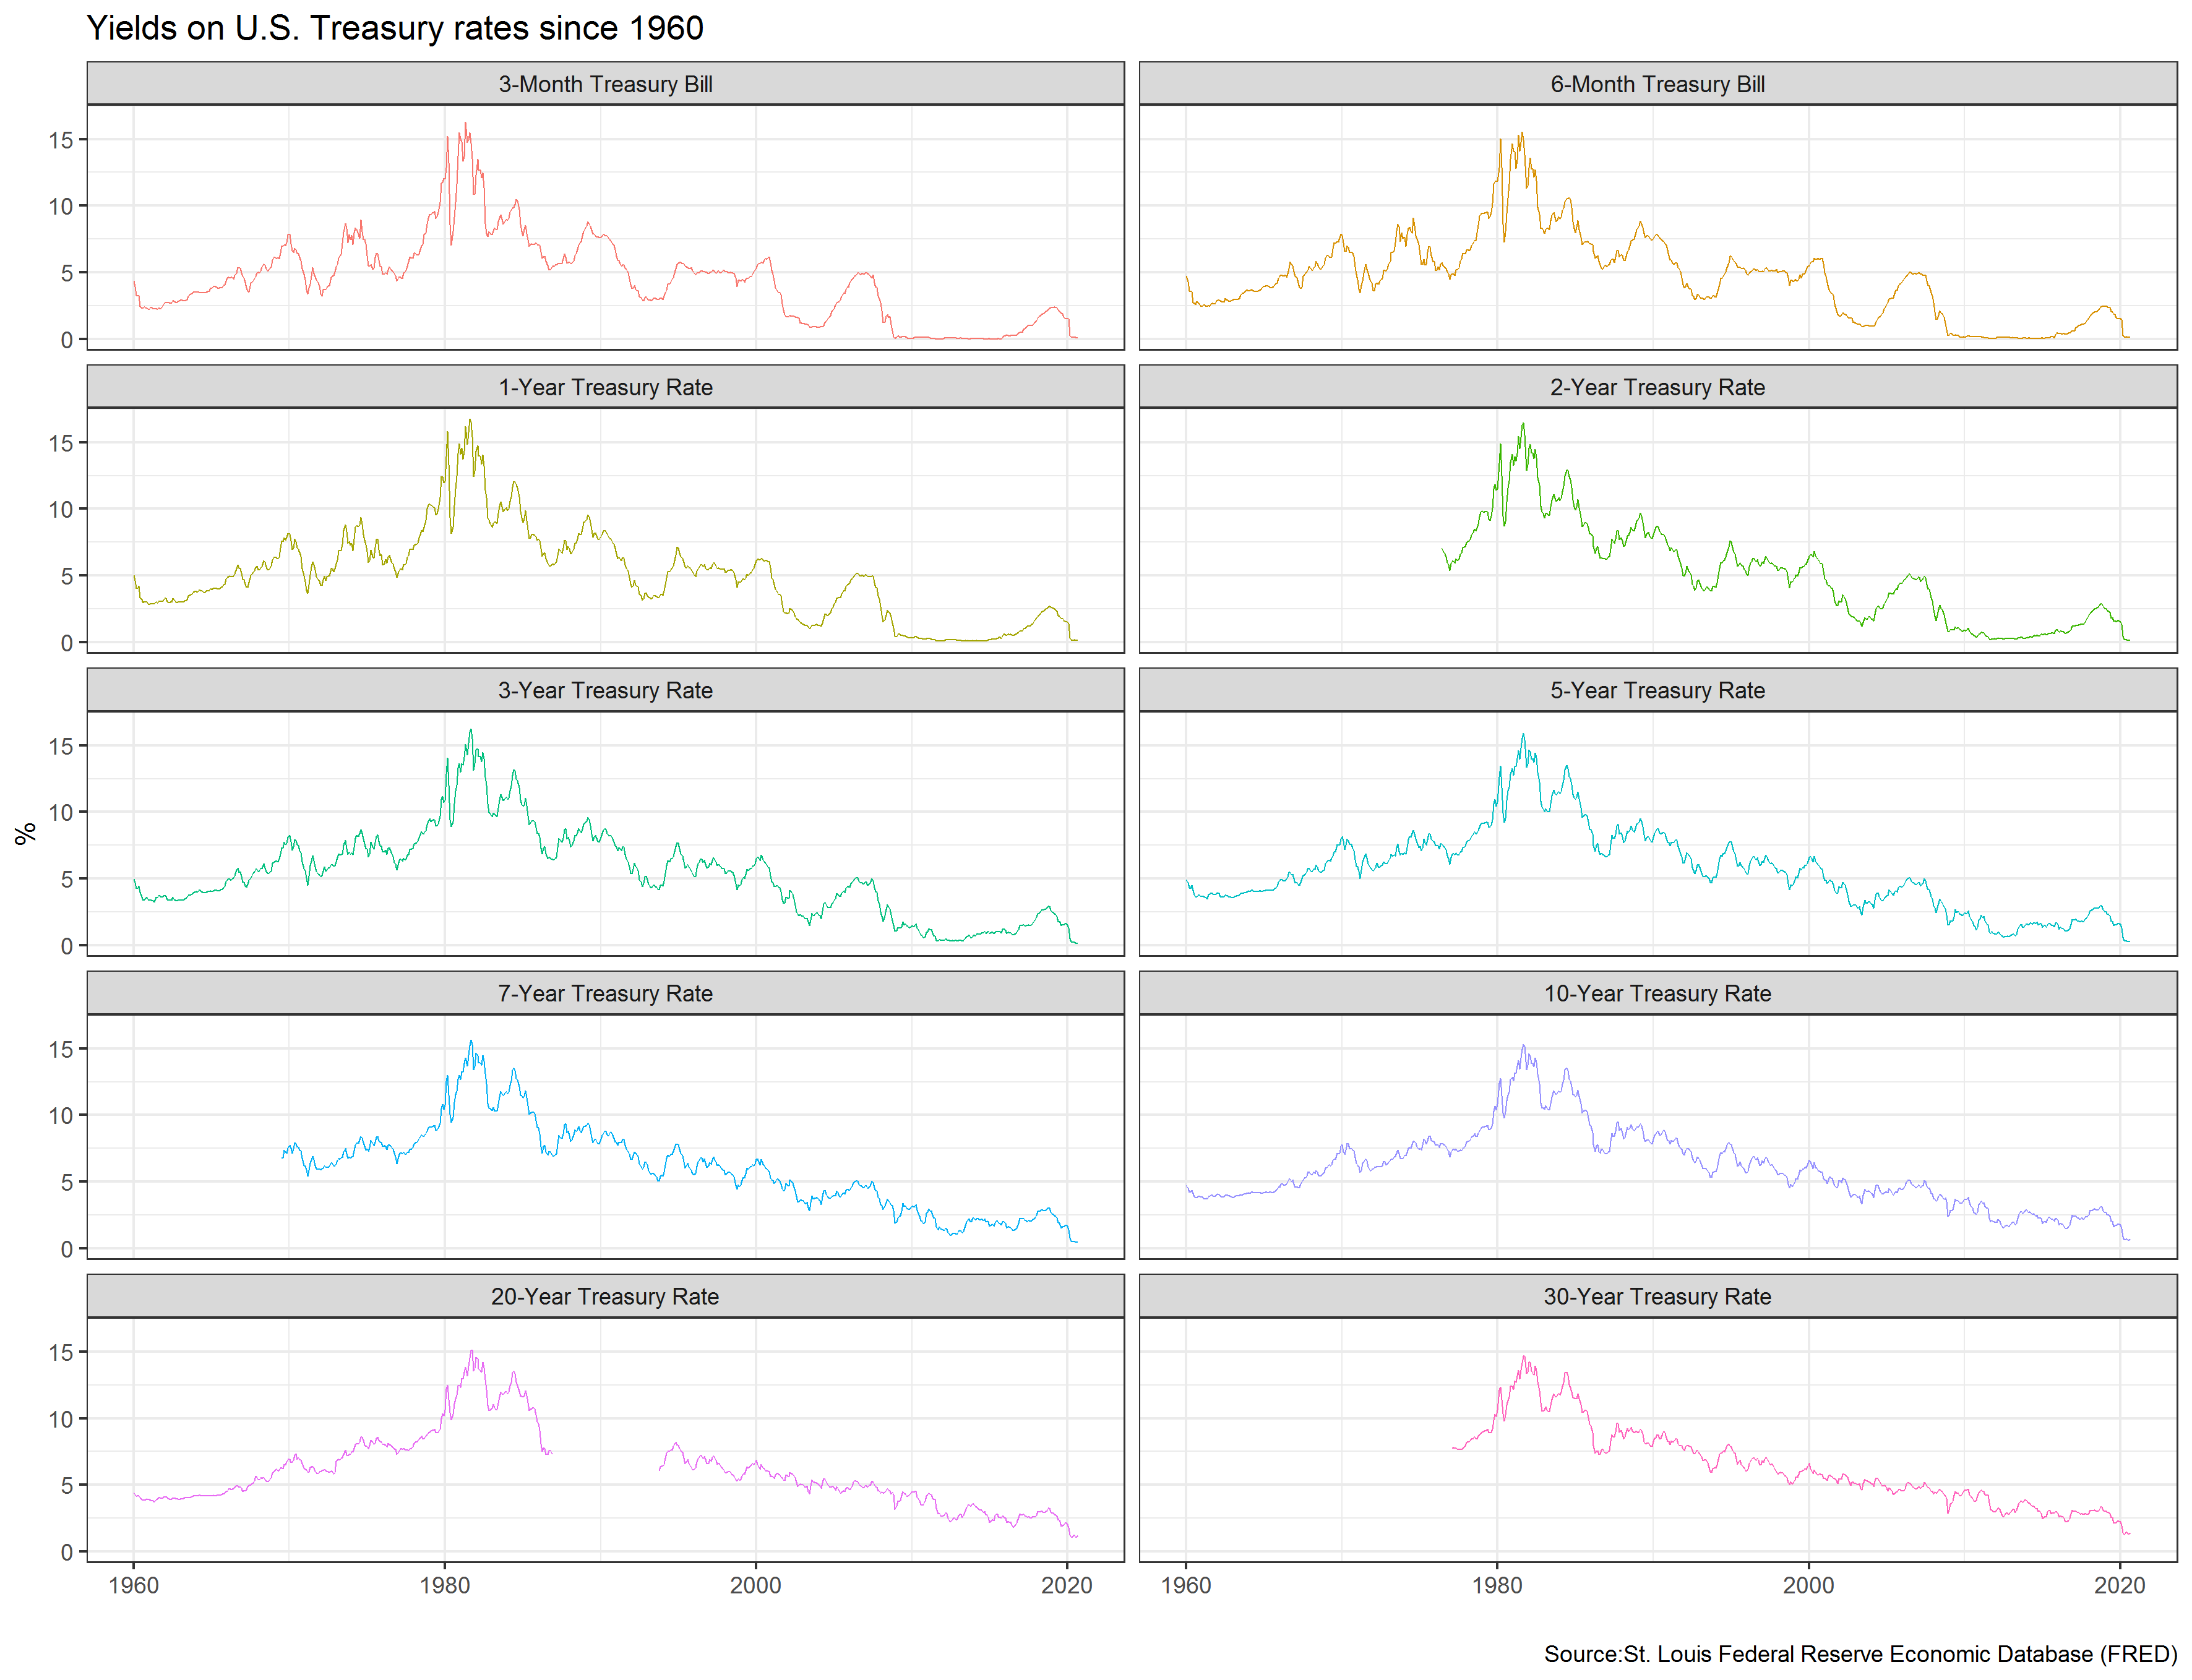 Yields on U.S. Treasury rates since 1960
3-Month Treasury Bill
6-Month Treasury Bill
15
10
5
0
1-Year Treasury Rate
2-Year Treasury Rate
15
10
5
0
3-Year Treasury Rate
5-Year Treasury Rate
15
10
5
0
%
7-Year Treasury Rate
10-Year Treasury Rate
15
10
5
0
20-Year Treasury Rate
30-Year Treasury Rate
15
10
5
0
1960 1980 2000 2020
1960 1980 2000 2020
Source:St. Louis Federal Reserve Economic Database (FRED)